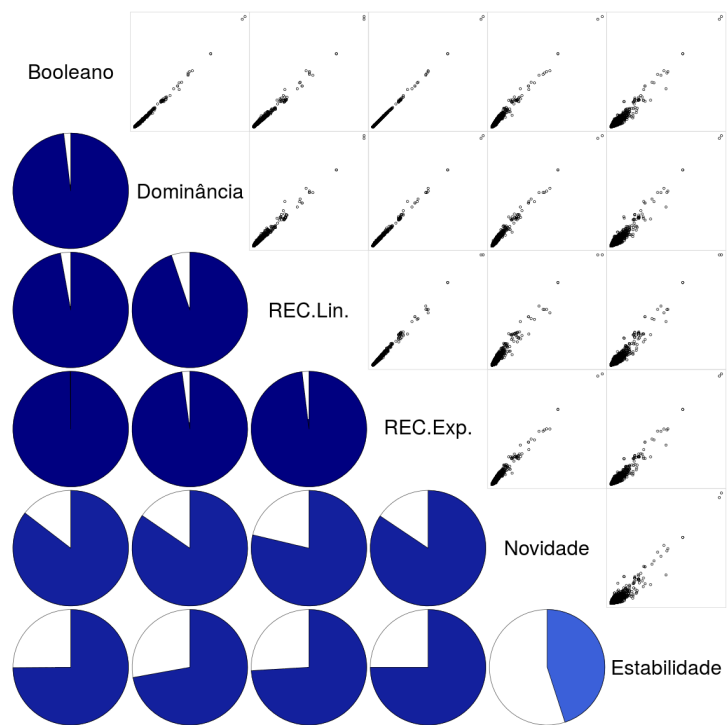 Booleano
Dominância
REC.Lin.
REC.Exp.
Novidade
Estabilidade